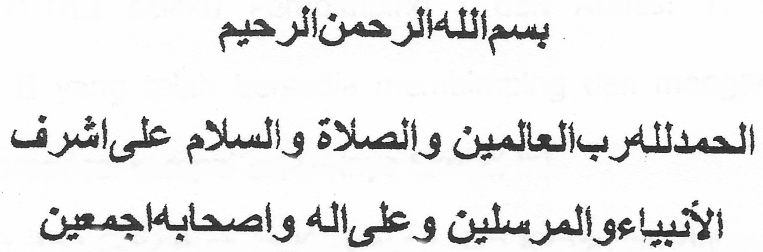 بسم الله الرحمن الرحيم
الحمد لله رب العالمين والصلاة والسلام على اشرف
الأنبياء والمرسلين وعلى اله واصحابه اجمعين